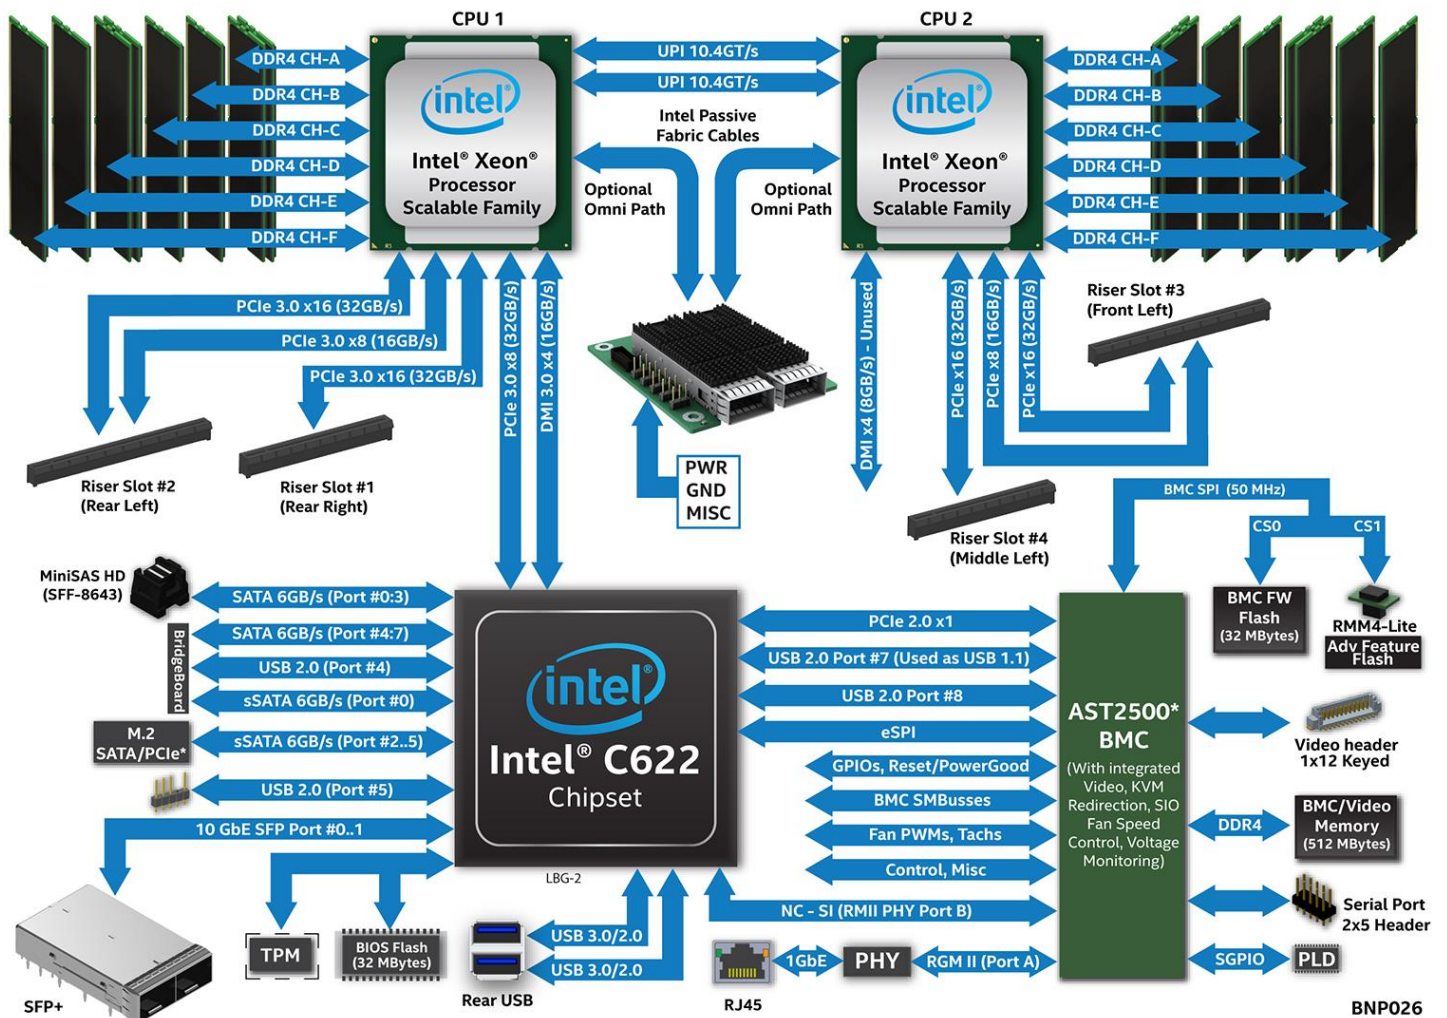 CPU 1
CPU 2
DDR4 CH-A
DDR4 CH-B
DDR4 CH-C
DDR4 CH-D
DDR4 CH-E
DDR4 CH-F
intel
Intel® Xeon®
Processor
Scalable Family
UPI 10.4GT/s
UPI 10.4GT/s
Intel Passive
Fabric Cables
Optional
Omni Path
Optional
Omni Path
intel
Intel® Xeon®
Processor
Scalable Family
DDR4 CH-A
DDR4 CH-B
DDR4 CH-C
DDR4 CH-D
DDR4 CH-E
DDR4 CH-F
PCIe 3.0 x16 (32GB/s)
PCIe 3.0 x8 (16GB/s)
PCIe 3.0 x16 (32GB/s)
PCIe 3.0 x8 (32GB/s)
DMI 3.0 x4 (16GB/s)
DMI x4 (8GB/s) - Unused
PCIe x16 (32GB/s)
PCIe x8 (16GB/s)
PCIe x16 (32GB/s)
Riser Slot #3
(Front Left)
Riser Slot #2
(Rear Left)
Riser Slot #1
(Rear Right)
PWR
GND
MISC
Riser Slot #4
(Middle Left)
BMC SPI (50 MHz)
CS0
CS1
BMC FW
Flash
(32 MBytes)
RMM4-Lite
Adv Feature
Flash
MiniSAS HD
(SFF-8643)
BridgeBoard
M.2
SATA/PCIe*
SATA 6GB/s (Port #0:3)
SATA 6GB/s (Port #4:7)
USB 2.0 (Port #4)
sSATA 6GB/s (Port #0)
sSATA 6GB/s (Port #2..5)
USB 2.0 (Port #5)
10 GbE SFP Port #0..1
intel
Intel® C622
Chipset
LBG-2
PCIe 2.0 x1
USB 2.0 Port #7 (Used as USB 1.1)
USB 2.0 Port #8
eSPI
GPIOs, Reset/PowerGood
BMC SMBusses
Fan PWMs, Tachs
Control, Misc
NC - SI (RMII PHY Port B)
AST2500*
BMC
(With integrated
Video, KVM
Redirection, SIO
Fan Speed
Control, Voltage
Monitoring)
Video header
1x12 Keyed
DDR4
BMC/Video
Memory
(512 MBytes)
Serial Port
2x5 Header
SGPIO
PLD
SFP+
TPM
BIOS Flash
(32 MBytes)
USB 3.0/2.0
USB 3.0/2.0
Rear USB
RJ45
1GbE
PHY
RGM II (Port A)
BNP026